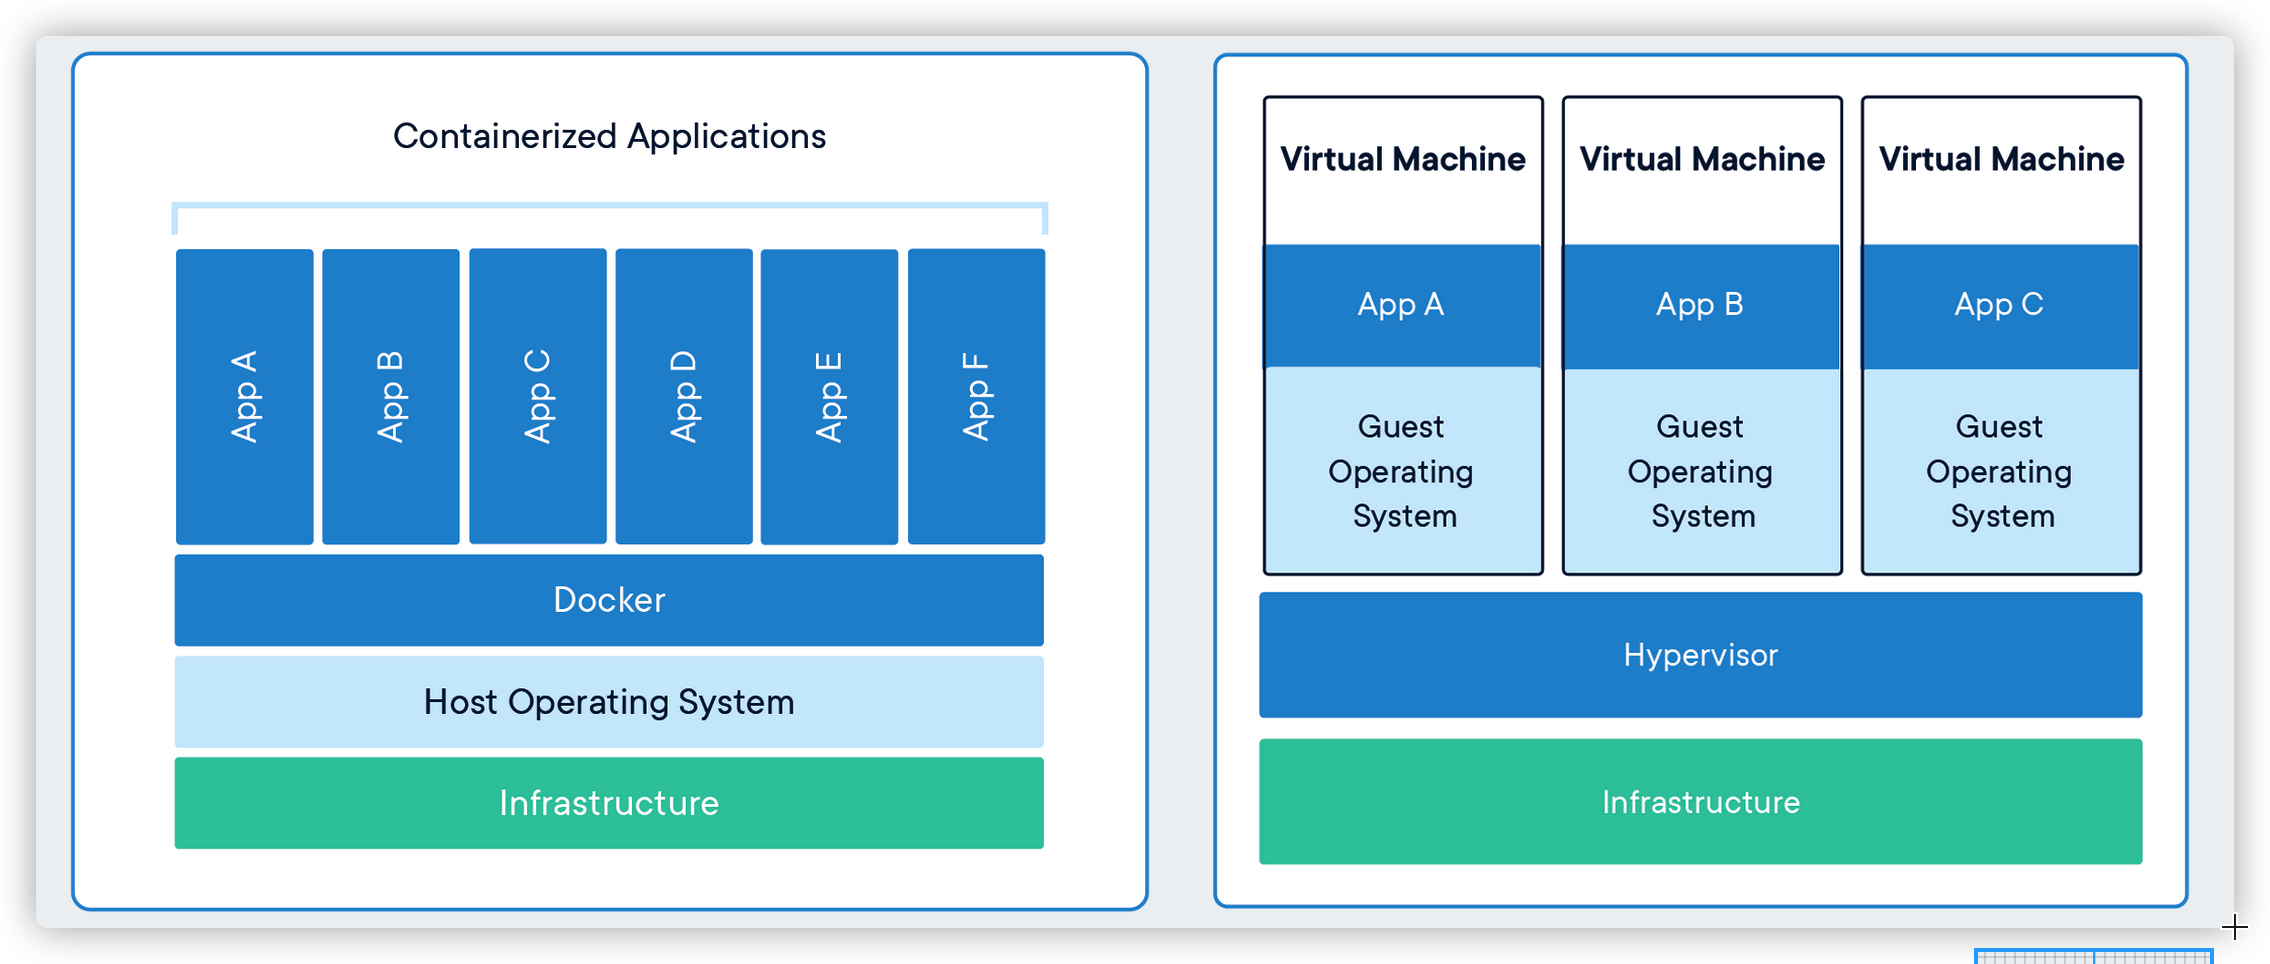 Containerized Applications
App A
App B
App C
App D
App E
App F
Docker
Host Operating System
Infrastructure
Virtual Machine
App A
Guest
Operating
System
Virtual Machine
App B
Guest
Operating
System
Virtual Machine
App C
Guest
Operating
System
Hypervisor
Infrastructure